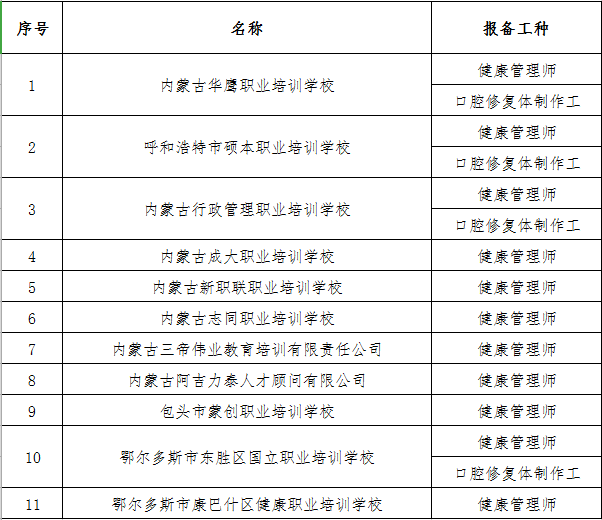 序号 名称 报备工种
1 内蒙古华鹰职业培训学校 健康管理师
口腔修复体制作工
2 呼和浩特市硕本职业培训学校 健康管理师
口腔修复体制作工
3 内蒙古行政管理职业培训学校 健康管理师
口腔修复体制作工
4 内蒙古成大职业培训学校 健康管理师
5 内蒙古新职联职业培训学校 健康管理师
6 内蒙古志同职业培训学校 健康管理师
7 内蒙古三帝伟业教育培训有限责任公司 健康管理师
8 内蒙古阿吉力泰人才顾问有限公司 健康管理师
9 包头市蒙创职业培训学校 健康管理师
10 鄂尔多斯市东胜区国立职业培训学校 健康管理师
口腔修复体制作工
11 鄂尔多斯市康巴什区健康职业培训学校 健康管理师